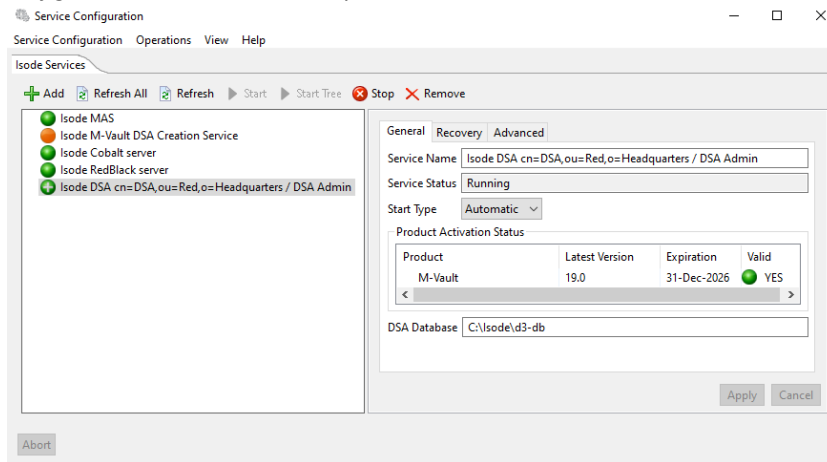 Service Configuration
Service Configuration Operations View Help
Isode Services
Add Refresh All Refresh Start Start Tree Stop Remove
Isode MAS
Isode M-Vault DSA Creation Service
Isode Cobalt server
Isode RedBlack server
Isode DSA cn=DSA,ou=Red,o=Headquarters / DSA Admin
General Recovery Advanced
Service Name Isode DSA cn=DSA,ou=Red,o=Headquarters / DSA Admin
Service Status Running
Start Type Automatic
Product Activation Status
Product Latest Version Expiration Valid
M-Vault 19.0 31-Dec-2026 YES
DSA Database C:\Isode\d3-db
Apply Cancel
Abort